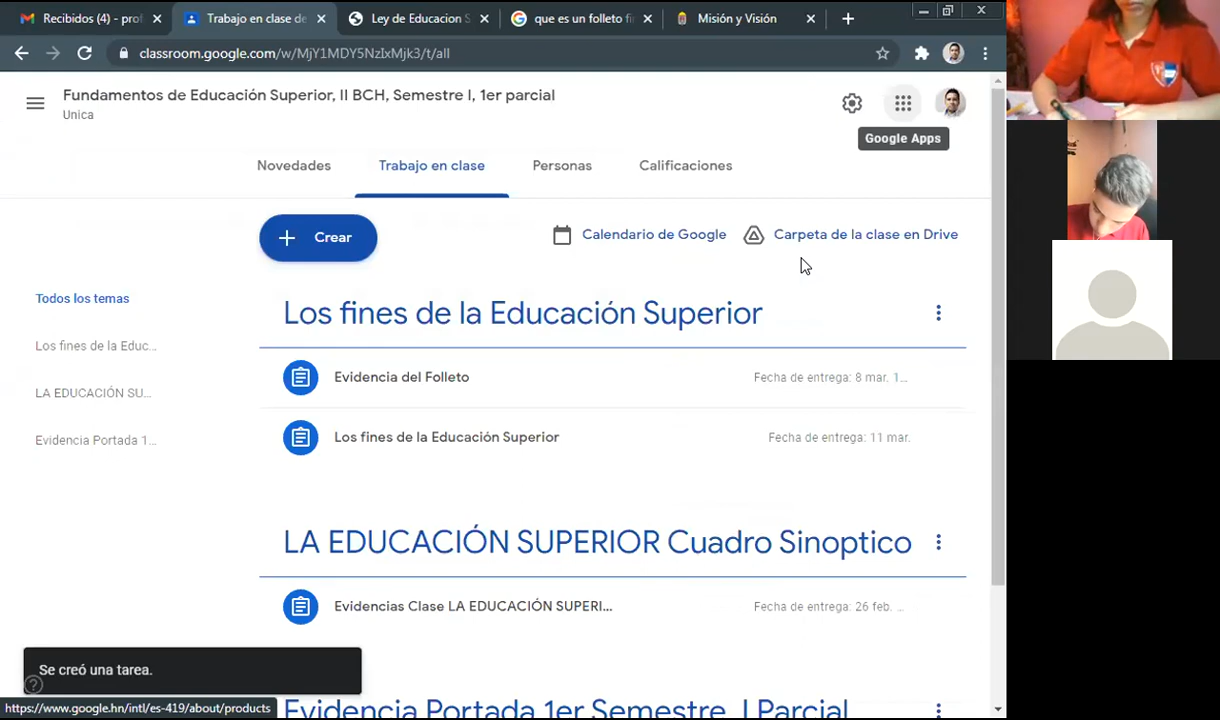 Recibidos (4) - prof
Trabajo en clase de
Ley de Educacion S
que es un folleto fi
Misión y Visión
classroom.google.com/w/MjY1MDY5NzIxMjk3/t/all
Fundamentos de Educación Superior, II BCH, Semestre I, 1er parcial
Unica
Google Apps
Novedades
Trabajo en clase
Personas
Calificaciones
Crear
Calendario de Google
Carpeta de la clase en Drive
Todos los temas
Los fines de la Educ...
LA EDUCACIÓN SU...
Evidencia Portada 1...
Los fines de la Educación Superior
Evidencia del Folleto
Fecha de entrega: 8 mar. 1...
Los fines de la Educación Superior
Fecha de entrega: 11 mar.
LA EDUCACIÓN SUPERIOR Cuadro Sinoptico
Evidencias Clase LA EDUCACIÓN SUPERI...
Fecha de entrega: 26 feb. ...
Evidencia Portada 1er Semestre, I Parcial
Se creó una tarea.
https://www.google.hn/intl/es-419/about/products